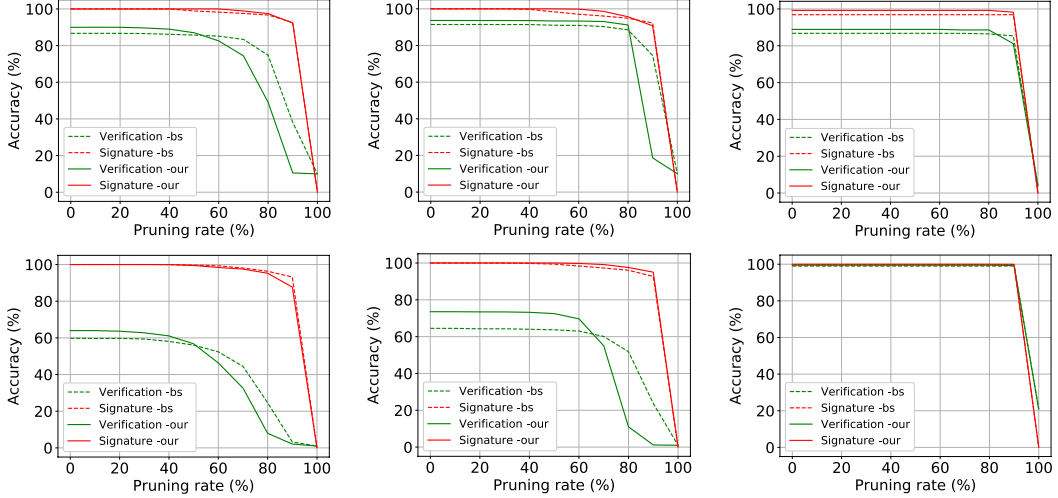 100
80
60
40
20
0
Accuracy (%)
Verification -bs
Signature -bs
Verification -our
Signature -our
0 20 40 60 80 100
Pruning rate (%)
100
80
60
40
20
0
Accuracy (%)
Verification -bs
Signature -bs
Verification -our
Signature -our
0 20 40 60 80 100
Pruning rate (%)
100
80
60
40
20
0
Accuracy (%)
Verification -bs
Signature -bs
Verification -our
Signature -our
0 20 40 60 80 100
Pruning rate (%)
100
80
60
40
20
0
Accuracy (%)
Verification -bs
Signature -bs
Verification -our
Signature -our
0 20 40 60 80 100
Pruning rate (%)
100
80
60
40
20
0
Accuracy (%)
Verification -bs
Signature -bs
Verification -our
Signature -our
0 20 40 60 80 100
Pruning rate (%)
100
80
60
40
20
0
Accuracy (%)
Verification -bs
Signature -bs
Verification -our
Signature -our
0 20 40 60 80 100
Pruning rate (%)